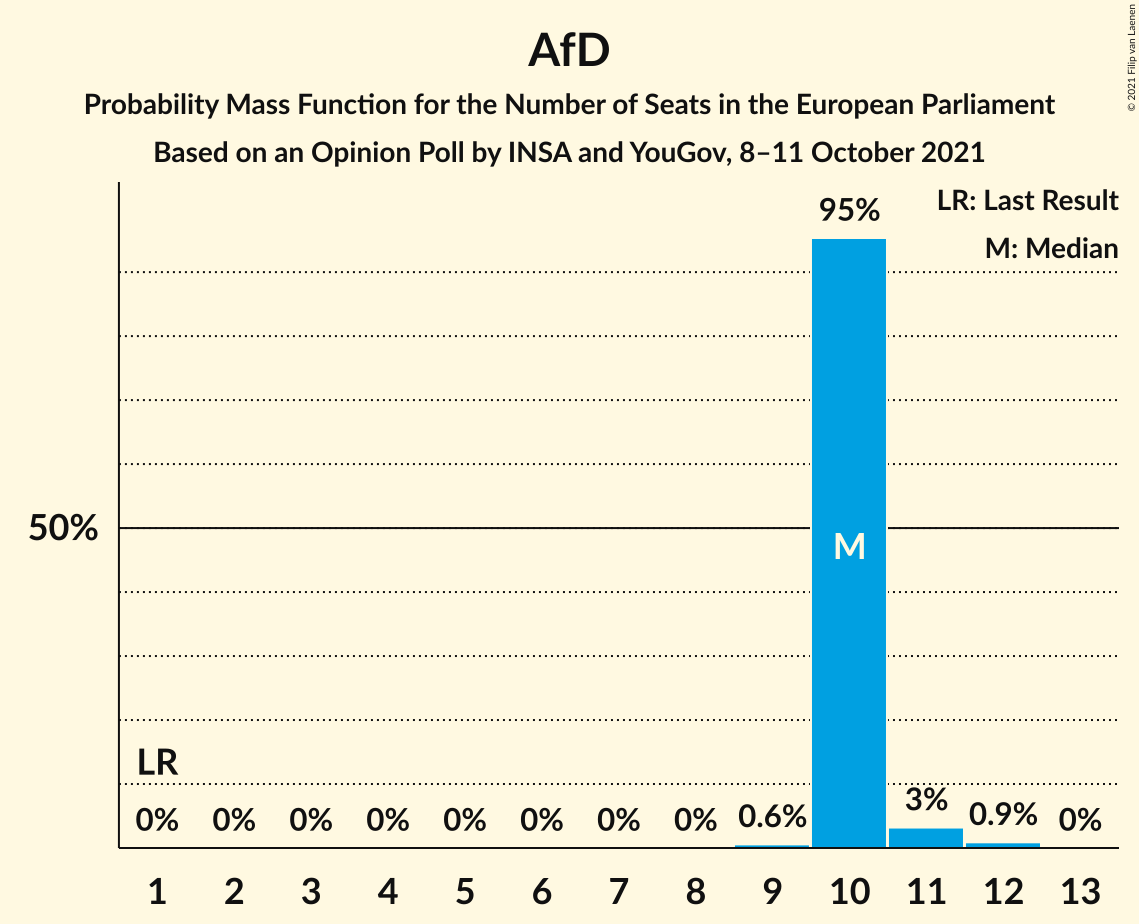 AfD
Probability Mass Function for the Number of Seats in the European Parliament
Based on an Opinion Poll by INSA and YouGov, 8–11 October 2021
© 2021 Filip van Laenen
LR: Last Result
M: Median
95%
50%
M
LR
0% 0% 0% 0% 0% 0% 0% 0% 0.6% 3% 0.9% 0%
1 2 3 4 5 6 7 8 9 10 11 12 13